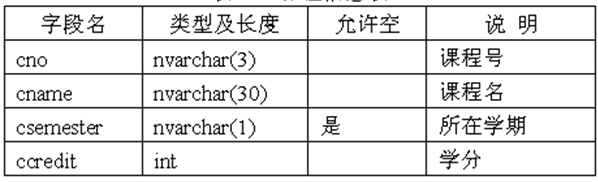 字段名 类型及长度 允许空 说 明
cno nvarchar(3) 课程号
cname nvarchar(30) 课程名
csemester nvarchar(1) 是 所在学期
ccredit int 学分